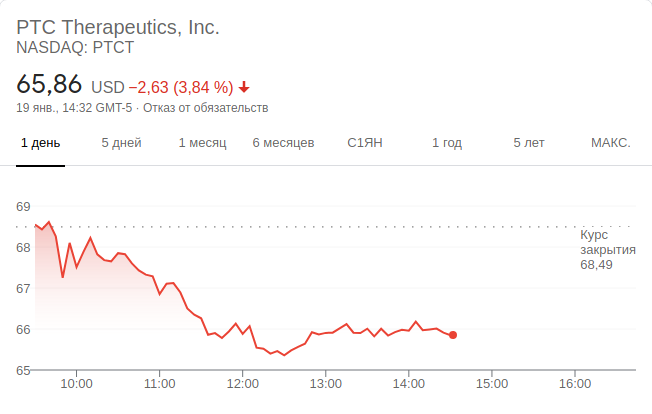 PTC Therapeutics, Inc.
NASDAQ: PTCT
65,86 USD −2,63 (3,84 %)
19 янв., 14:32 GMT-5 · Отказ от обязательств
1 день 5 дней 1 месяц 6 месяцев С1ЯН 1 год 5 лет МАКС.
69
68
67
66
65
Курс
закрытия
68,49
10:00 11:00 12:00 13:00 14:00 15:00 16:00